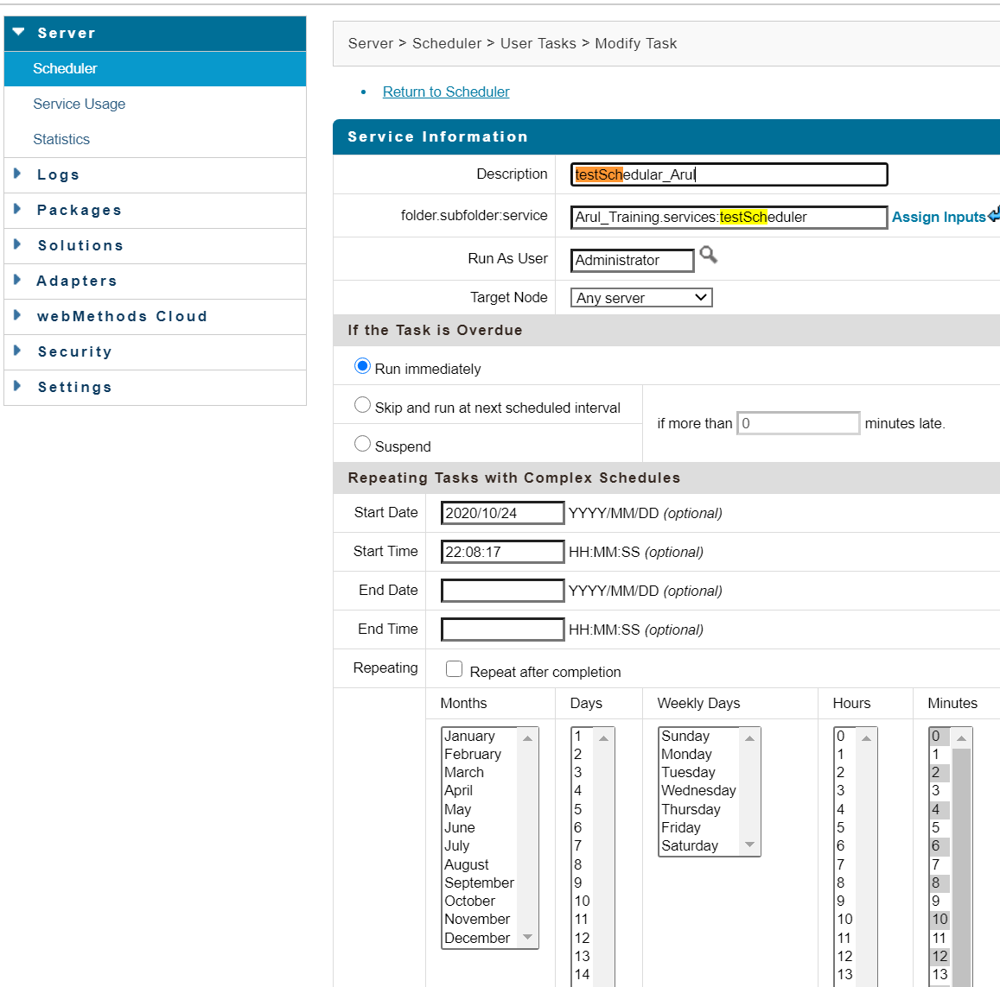 Server
Scheduler
Service Usage
Statistics
Logs
Packages
Solutions
Adapters
webMethods Cloud
Security
Settings
Server > Scheduler > User Tasks > Modify Task
Return to Scheduler
Service Information
Description testSchedular_Arul
folder.subfolder:service Arul_Training.services:testScheduler Assign Inputs
Run As User Administrator
Target Node Any server
If the Task is Overdue
Run immediately
Skip and run at next scheduled interval
if more than 0 minutes late.
Suspend
Repeating Tasks with Complex Schedules
Start Date 2020/10/24 YYYY/MM/DD (optional)
Start Time 22:08:17 HH:MM:SS (optional)
End Date YYYY/MM/DD (optional)
End Time HH:MM:SS (optional)
Repeating Repeat after completion
Months Days Weekly Days Hours Minutes
January 1 Sunday 0 0
February 2 Monday 1 1
March 3 Tuesday 2 2
April 4 Wednesday 3 3
May 5 Thursday 4 4
June 6 Friday 5 5
July 7 Saturday 6 6
August 8 7 7
September 9 8 8
October 10 9 9
November 11 10 10
December 12 11 11
13 12 12
14 13 13